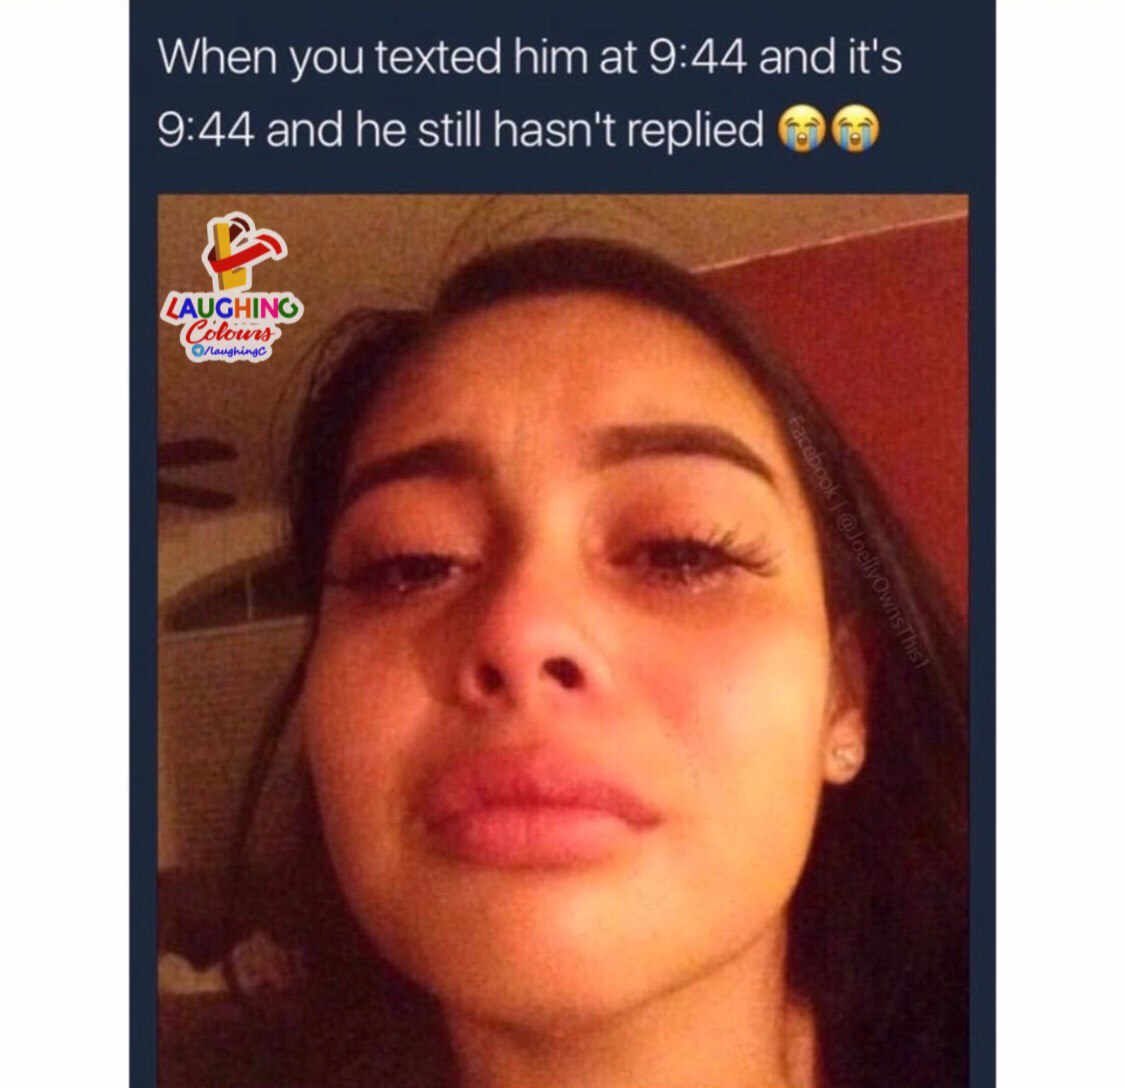 When you texted him at 9:44 and it's
9:44 and he still hasn't replied 😭😭
LAUGHING
Colours
/laughingC
Facebook | @JoellyOwnsThis1